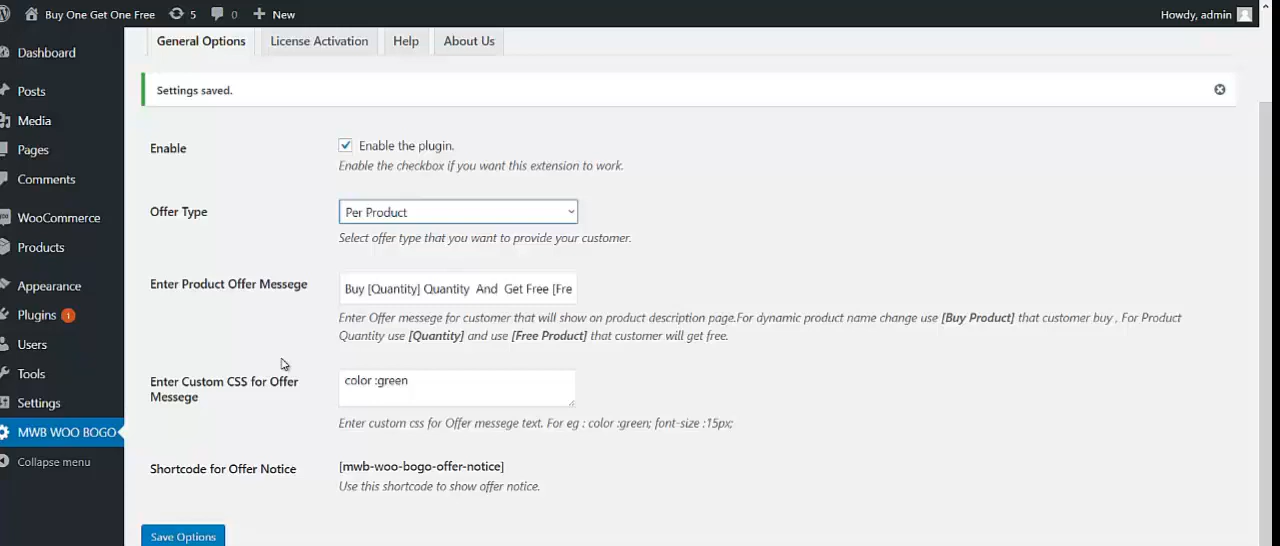 Buy One Get One Free 5 0 New Howdy, admin
Dashboard
Posts
Media
Pages
Comments
WooCommerce
Products
Appearance
Plugins 1
Users
Tools
Settings
MWB WOO BOGO
Collapse menu
General Options License Activation Help About Us
Settings saved.
Enable Enable the plugin.
Enable the checkbox if you want this extension to work.
Offer Type Per Product
Select offer type that you want to provide your customer.
Enter Product Offer Messege Buy [Quantity] Quantity And Get Free [Fre
Enter Offer messege for customer that will show on product description page.For dynamic product name change use [Buy Product] that customer buy , For Product
Quantity use [Quantity] and use [Free Product] that customer will get free.
Enter Custom CSS for Offer
Messege
color :green
Enter custom css for Offer messege text. For eg : color :green; font-size :15px;
Shortcode for Offer Notice [mwb-woo-bogo-offer-notice]
Use this shortcode to show offer notice.
Save Options